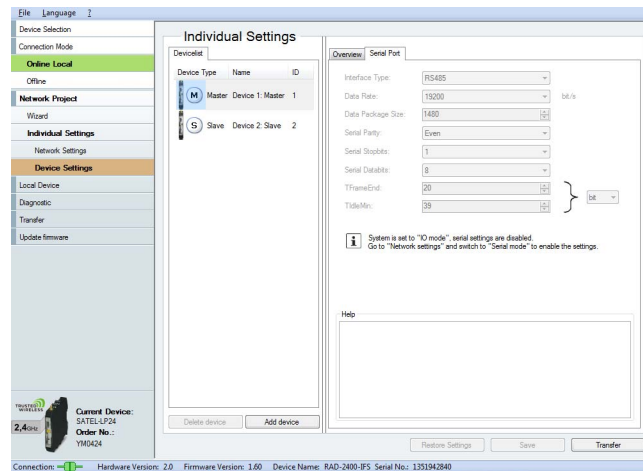 File Language ?
Device Selection
Connection Mode
Online Local
Offline
Network Project
Wizard
Individual Settings
Network Settings
Device Settings
Local Device
Diagnostic
Transfer
Update firmware
TRUSTED WIRELESS
2,4GHz
Current Device:
SATEL-LP24
Order No.:
YM0424
Individual Settings
Devicelist
Device Type Name ID
M Master Device 1: Master 1
S Slave Device 2: Slave 2
Delete device Add device
Overview Serial Port
Interface Type: RS485
Data Rate: 19200 bit/s
Data Package Size: 1480
Serial Parity: Even
Serial Stopbits: 1
Serial Databits: 8
TFrameEnd: 20
TIdleMin: 39
bit
i System is set to "IO mode", serial settings are disabled.
Go to "Network settings" and switch to "Serial mode" to enable the settings.
Help
Restore Settings Save Transfer
Connection: Hardware Version: 2.0 Firmware Version: 1.60 Device Name: RAD-2400-IFS Serial No.: 1351942840